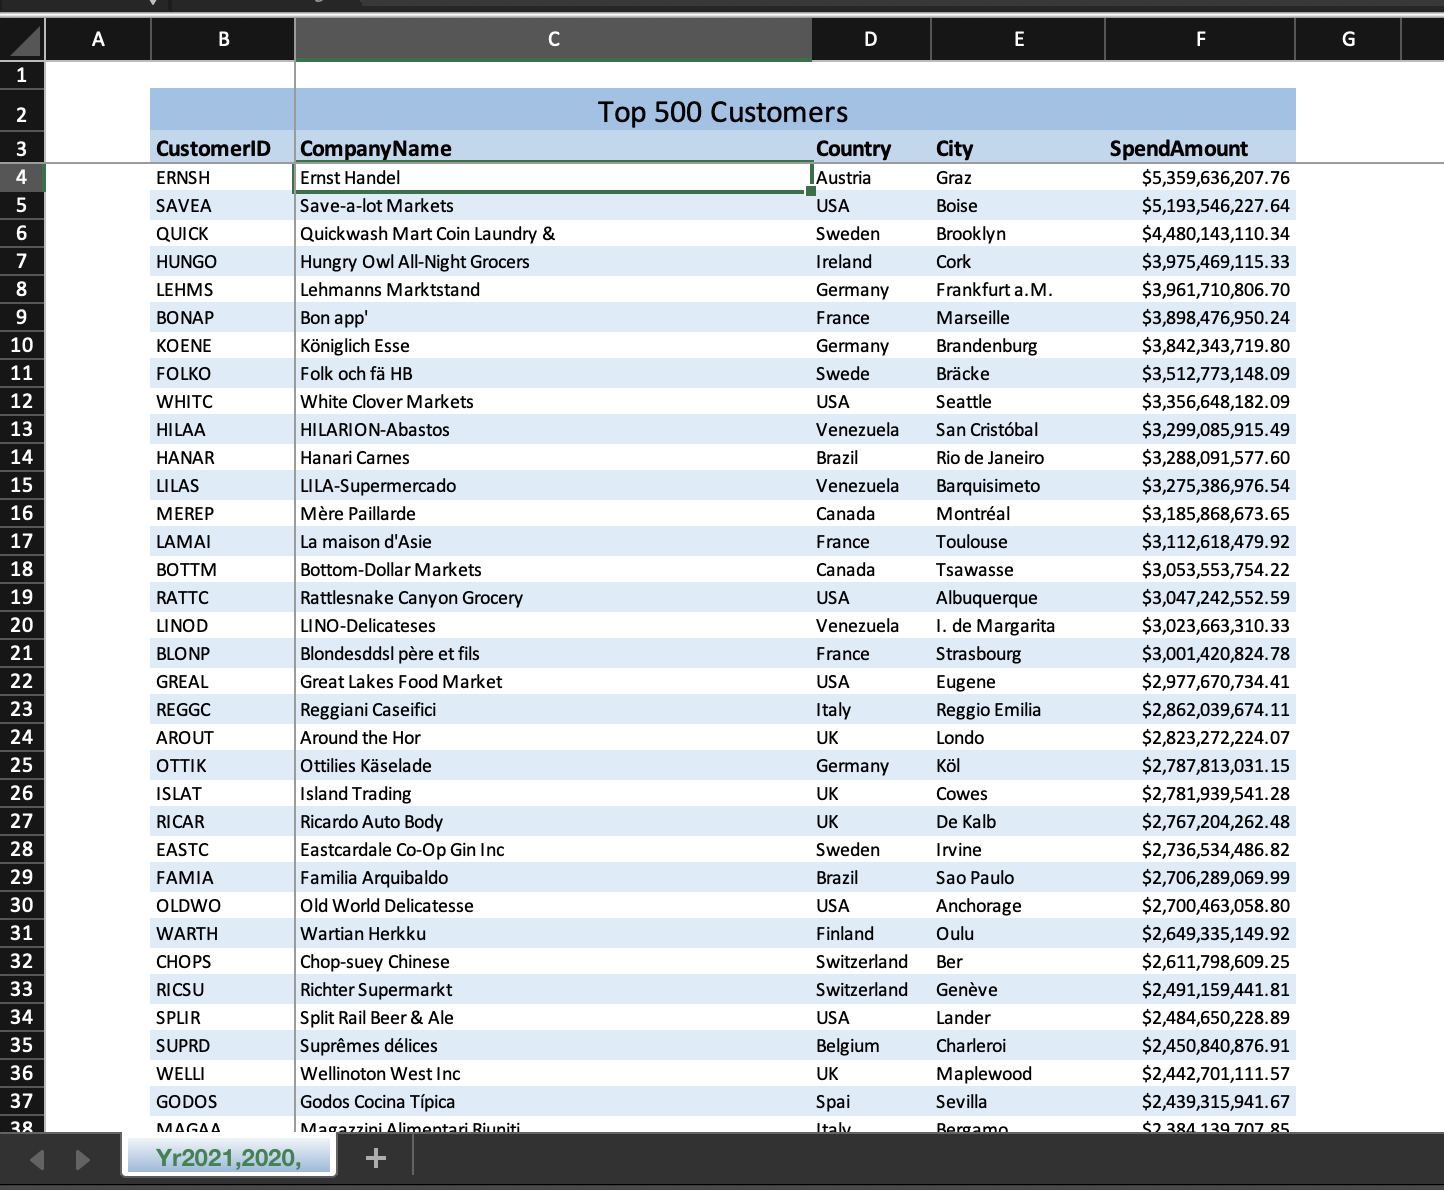 A B C D E F G
1
2 Top 500 Customers
3 CustomerID CompanyName Country City SpendAmount
4 ERNSH Ernst Handel Austria Graz $5,359,636,207.76
5 SAVEA Save-a-lot Markets USA Boise $5,193,546,227.64
6 QUICK Quickwash Mart Coin Laundry & Sweden Brooklyn $4,480,143,110.34
7 HUNGO Hungry Owl All-Night Grocers Ireland Cork $3,975,469,115.33
8 LEHMS Lehmanns Marktstand Germany Frankfurt a.M. $3,961,710,806.70
9 BONAP Bon app' France Marseille $3,898,476,950.24
10 KOENE Königlich Esse Germany Brandenburg $3,842,343,719.80
11 FOLKO Folk och fä HB Swede Bräcke $3,512,773,148.09
12 WHITC White Clover Markets USA Seattle $3,356,648,182.09
13 HILAA HILARION-Abastos Venezuela San Cristóbal $3,299,085,915.49
14 HANAR Hanari Carnes Brazil Rio de Janeiro $3,288,091,577.60
15 LILAS LILA-Supermercado Venezuela Barquisimeto $3,275,386,976.54
16 MEREP Mère Paillarde Canada Montréal $3,185,868,673.65
17 LAMAI La maison d'Asie France Toulouse $3,112,618,479.92
18 BOTTM Bottom-Dollar Markets Canada Tsawasse $3,053,553,754.22
19 RATTC Rattlesnake Canyon Grocery USA Albuquerque $3,047,242,552.59
20 LINOD LINO-Delicateses Venezuela I. de Margarita $3,023,663,310.33
21 BLONP Blondesddsl père et fils France Strasbourg $3,001,420,824.78
22 GREAL Great Lakes Food Market USA Eugene $2,977,670,734.41
23 REGGC Reggiani Caseifici Italy Reggio Emilia $2,862,039,674.11
24 AROUT Around the Hor UK Londo $2,823,272,224.07
25 OTTIK Ottilies Käselade Germany Köl $2,787,813,031.15
26 ISLAT Island Trading UK Cowes $2,781,939,541.28
27 RICAR Ricardo Auto Body UK De Kalb $2,767,204,262.48
28 EASTC Eastcardale Co-Op Gin Inc Sweden Irvine $2,736,534,486.82
29 FAMIA Familia Arquibaldo Brazil Sao Paulo $2,706,289,069.99
30 OLDWO Old World Delicatesse USA Anchorage $2,700,463,058.80
31 WARTH Wartian Herkku Finland Oulu $2,649,335,149.92
32 CHOPS Chop-suey Chinese Switzerland Ber $2,611,798,609.25
33 RICSU Richter Supermarkt Switzerland Genève $2,491,159,441.81
34 SPLIR Split Rail Beer & Ale USA Lander $2,484,650,228.89
35 SUPRD Suprêmes délices Belgium Charleroi $2,450,840,876.91
36 WELLI Wellinoton West Inc UK Maplewood $2,442,701,111.57
37 GODOS Godos Cocina Típica Spai Sevilla $2,439,315,941.67
38 MAGAA Magazzini Alimentari Riuniti Italy Bergamo $2,384,139,707.85
Yr2021,2020,